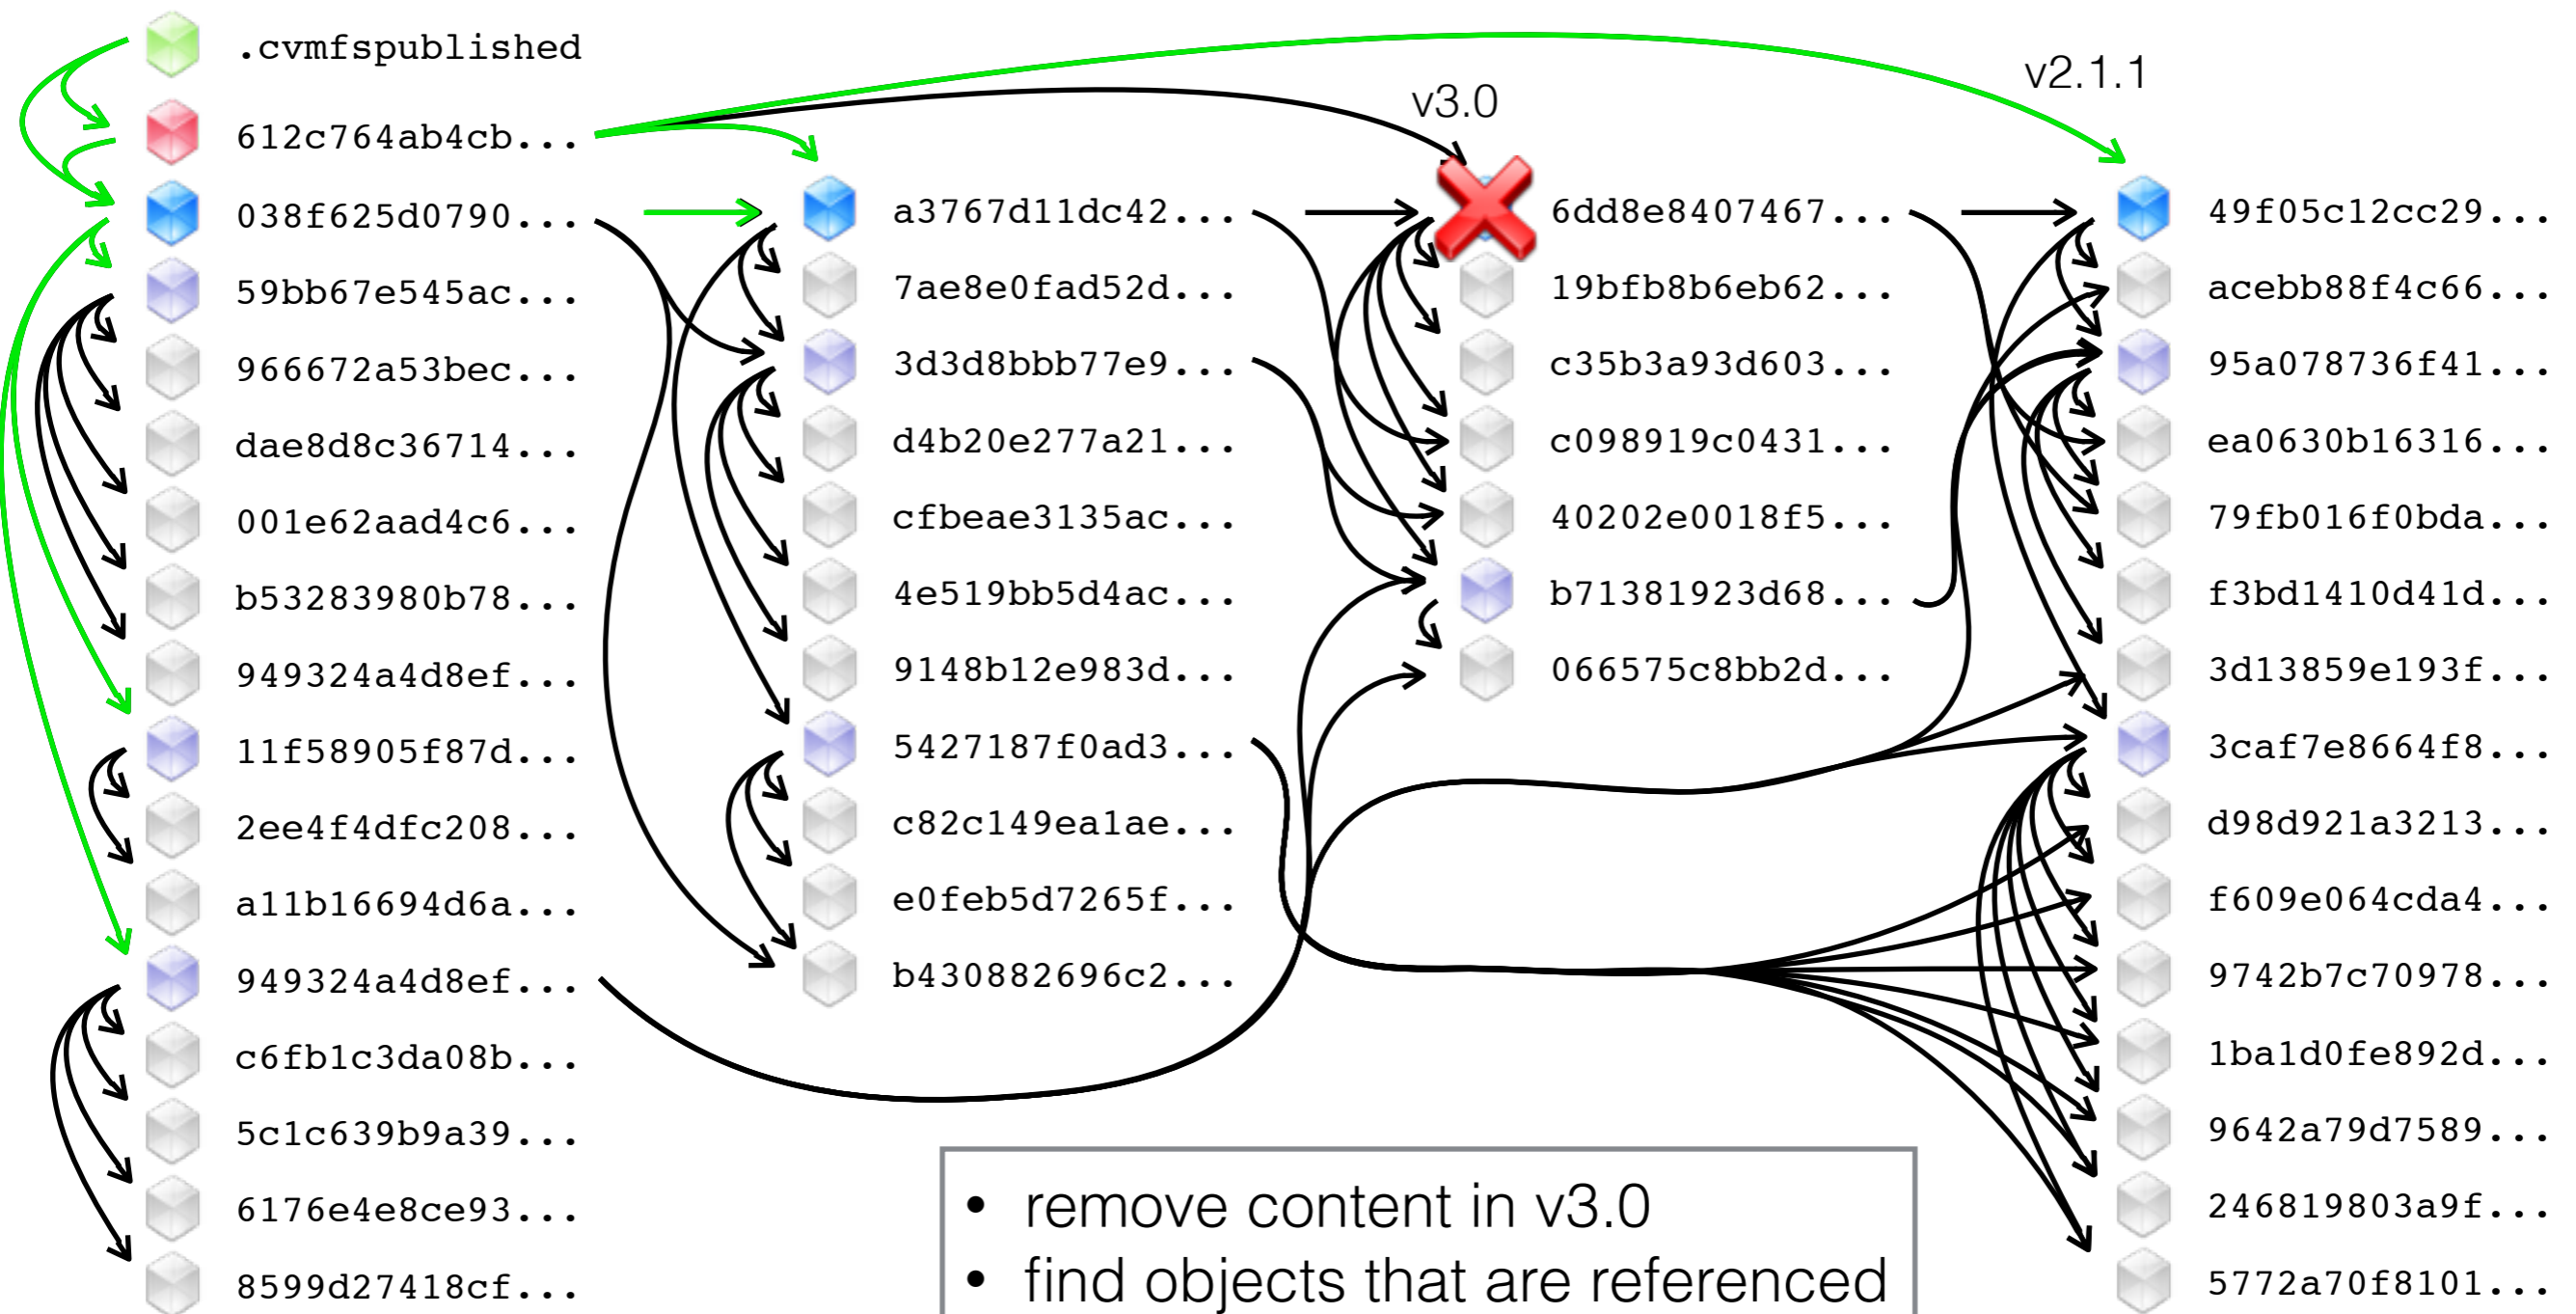 .cvmfspublished
612c764ab4cb...
038f625d0790...
59bb67e545ac...
966672a53bec...
dae8d8c36714...
001e62aad4c6...
b53283980b78...
949324a4d8ef...
11f58905f87d...
2ee4f4dfc208...
a11b16694d6a...
949324a4d8ef...
c6fb1c3da08b...
5c1c639b9a39...
6176e4e8ce93...
8599d27418cf...
a3767d11dc42...
7ae8e0fad52d...
3d3d8bbb77e9...
d4b20e277a21...
cfbeae3135ac...
4e519bb5d4ac...
9148b12e983d...
5427187f0ad3...
c82c149ea1ae...
e0feb5d7265f...
b430882696c2...
v3.0
6dd8e8407467...
19bfb8b6eb62...
c35b3a93d603...
c098919c0431...
40202e0018f5...
b71381923d68...
066575c8bb2d...
v2.1.1
49f05c12cc29...
acebb88f4c66...
95a078736f41...
ea0630b16316...
79fb016f0bda...
f3bd1410d41d...
3d13859e193f...
3caf7e8664f8...
d98d921a3213...
f609e064cda4...
9742b7c70978...
1ba1d0fe892d...
9642a79d7589...
246819803a9f...
5772a70f8101...
• remove content in v3.0
• find objects that are referenced